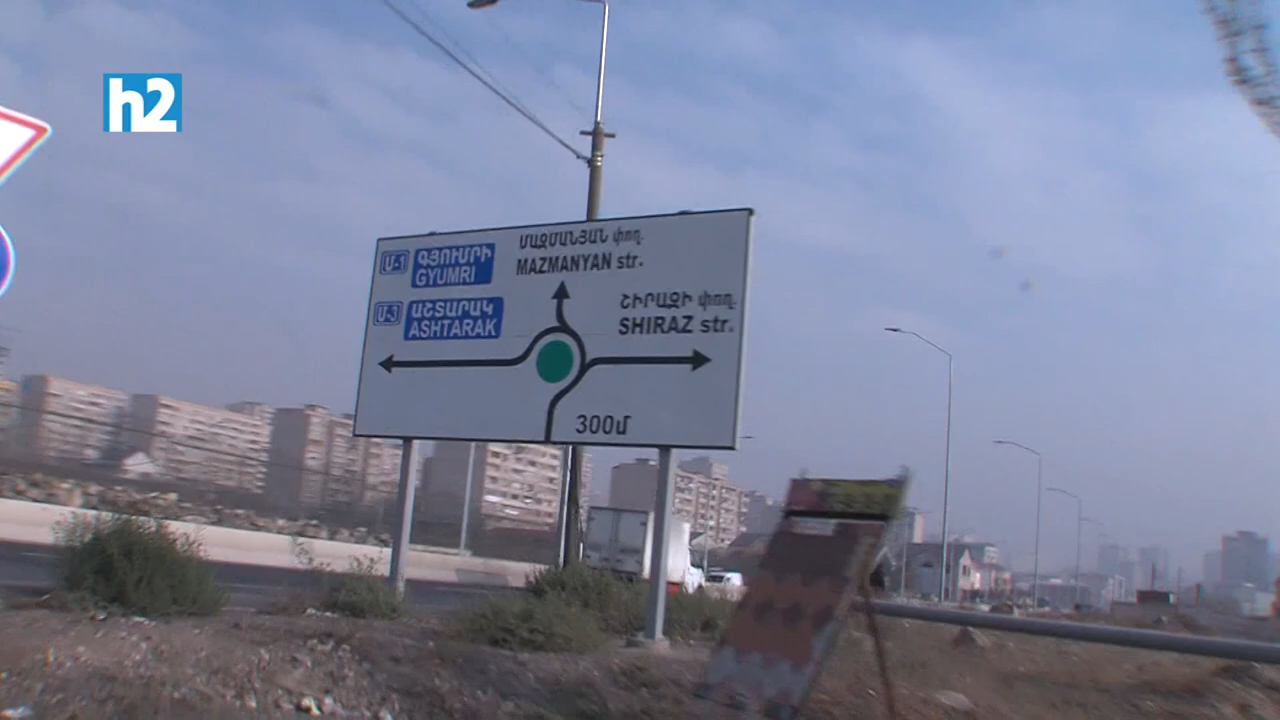 h2
Մ-1 ԳՅՈՒՄՐԻ
GYUMRI
Մ-3 ԱՇՏԱՐԱԿ
ASHTARAK
ՄԱԶՄԱՆՅԱՆ փող.
MAZMANYAN str.
ՇԻՐԱԶԻ փող.
SHIRAZ str.
300մ